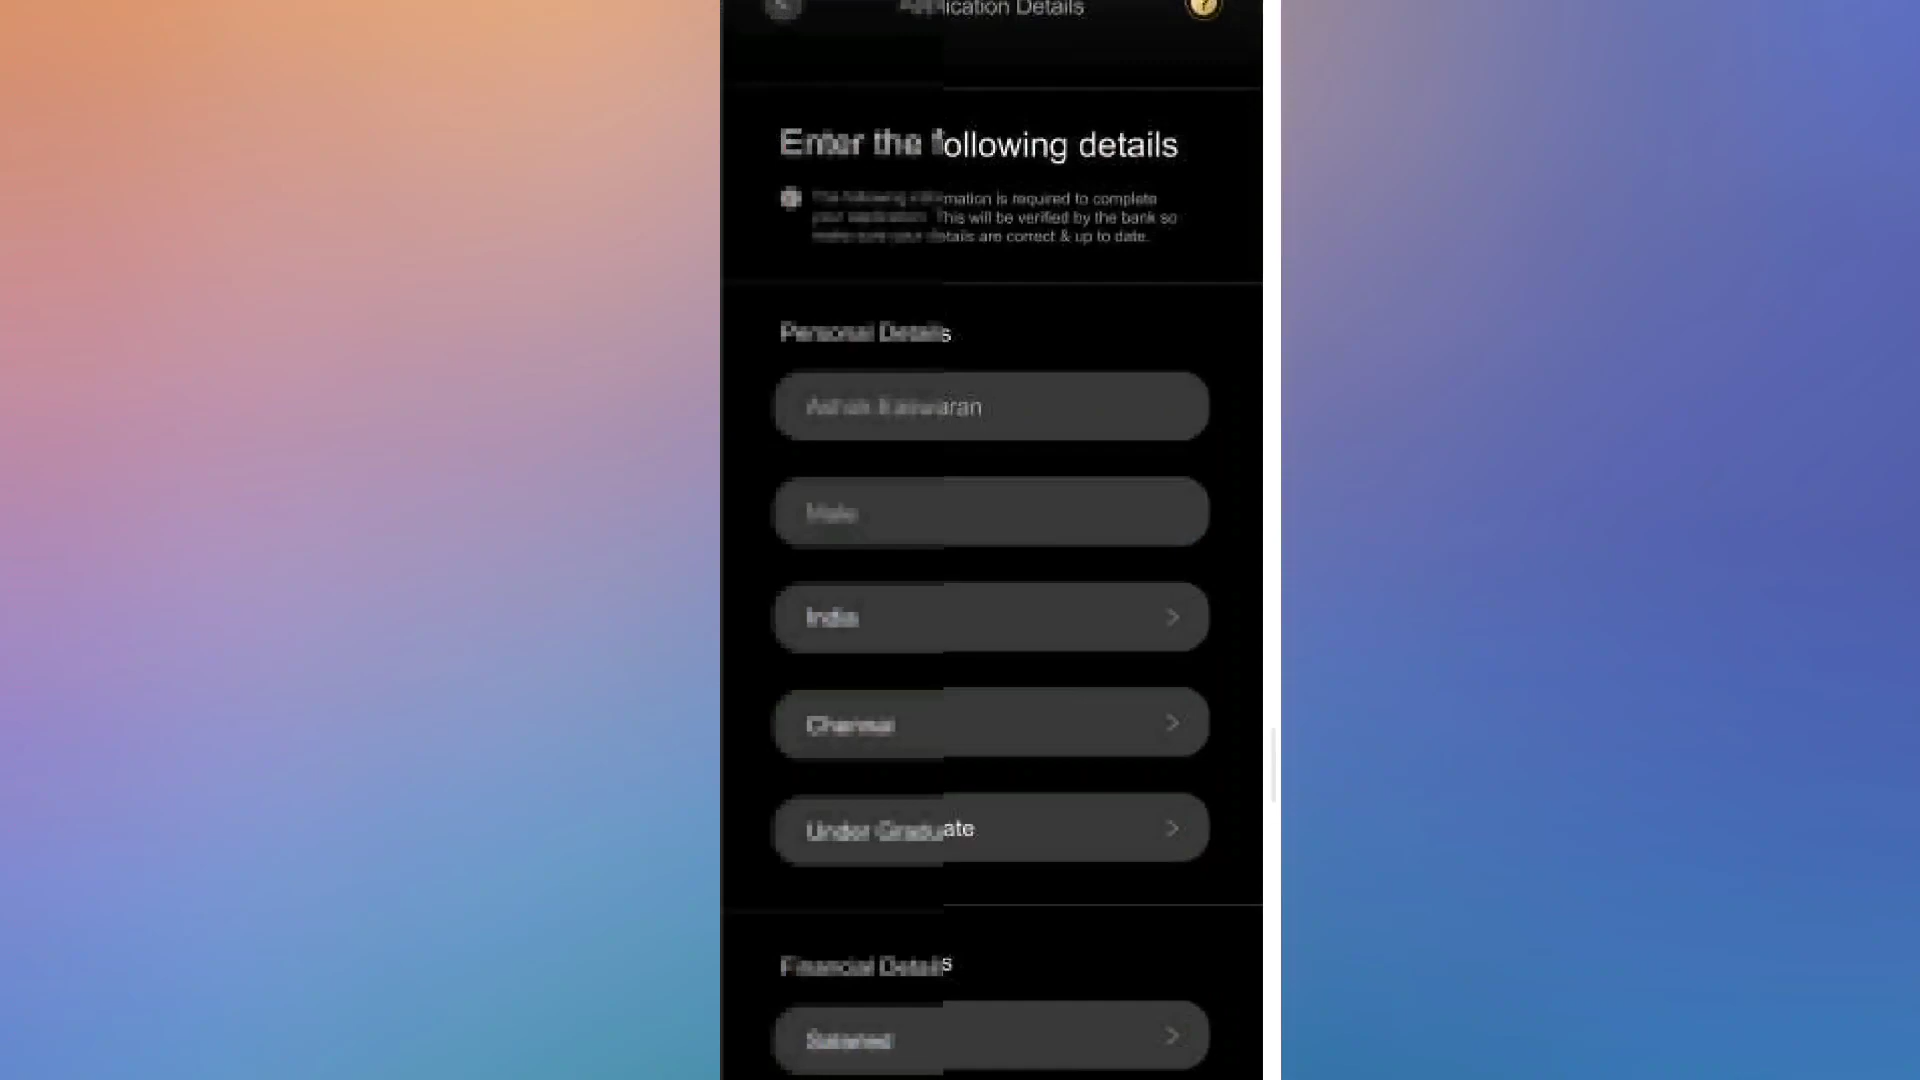 Application Details
?
Enter the following details
The following information is required to complete
your application. This will be verified by the bank so
make sure your details are correct & up to date.
Personal Details
Male
India
Chennai
Under Graduate
Financial Details
Salaried